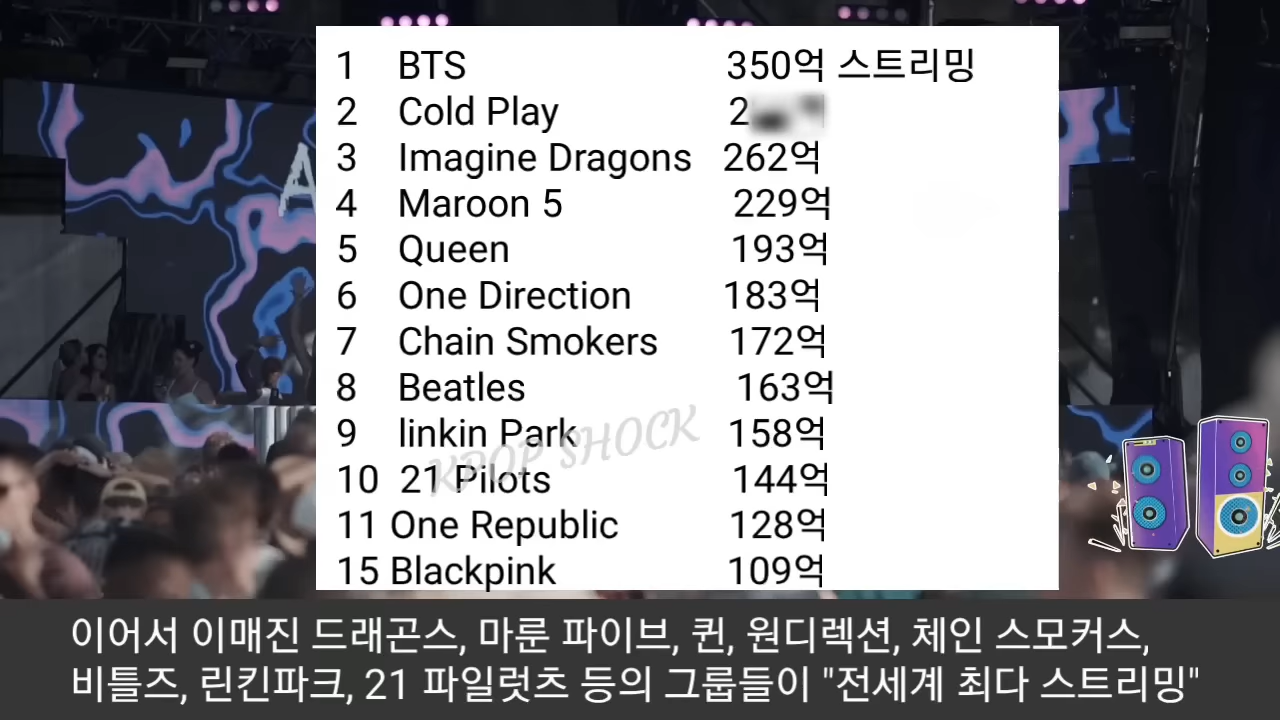 1 BTS 350억 스트리밍
2 Cold Play
3 Imagine Dragons 262억
4 Maroon 5 229억
5 Queen 193억
6 One Direction 183억
7 Chain Smokers 172억
8 Beatles 163억
9 linkin Park 158억
KPOP SHOCK
10 21 Pilots 144억
11 One Republic 128억
15 Blackpink 109억
이어서 이매진 드래곤스, 마룬 파이브, 퀸, 원디렉션, 체인 스모커스,
비틀즈, 린킨파크, 21 파일럿츠 등의 그룹들이 "전세계 최다 스트리밍"